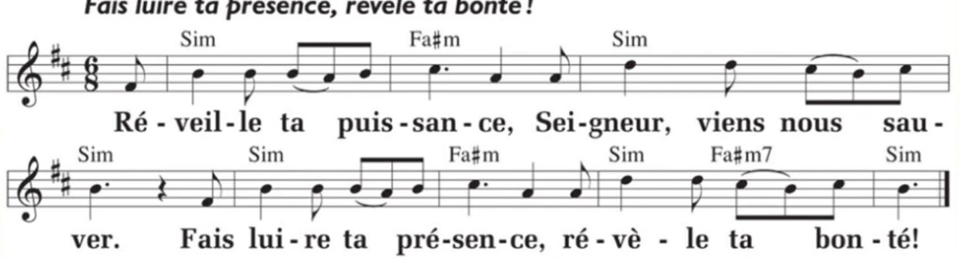 Fais luire ta présence, révèle ta bonté !
6
8
Sim Fa♯m Sim
Ré - veil - le ta puis - san - ce, Sei - gneur, viens nous sau -
Sim Sim Fa♯m Sim Fa♯m7 Sim
ver. Fais lui - re ta pré - sen - ce, ré - vè - le ta bon - té!